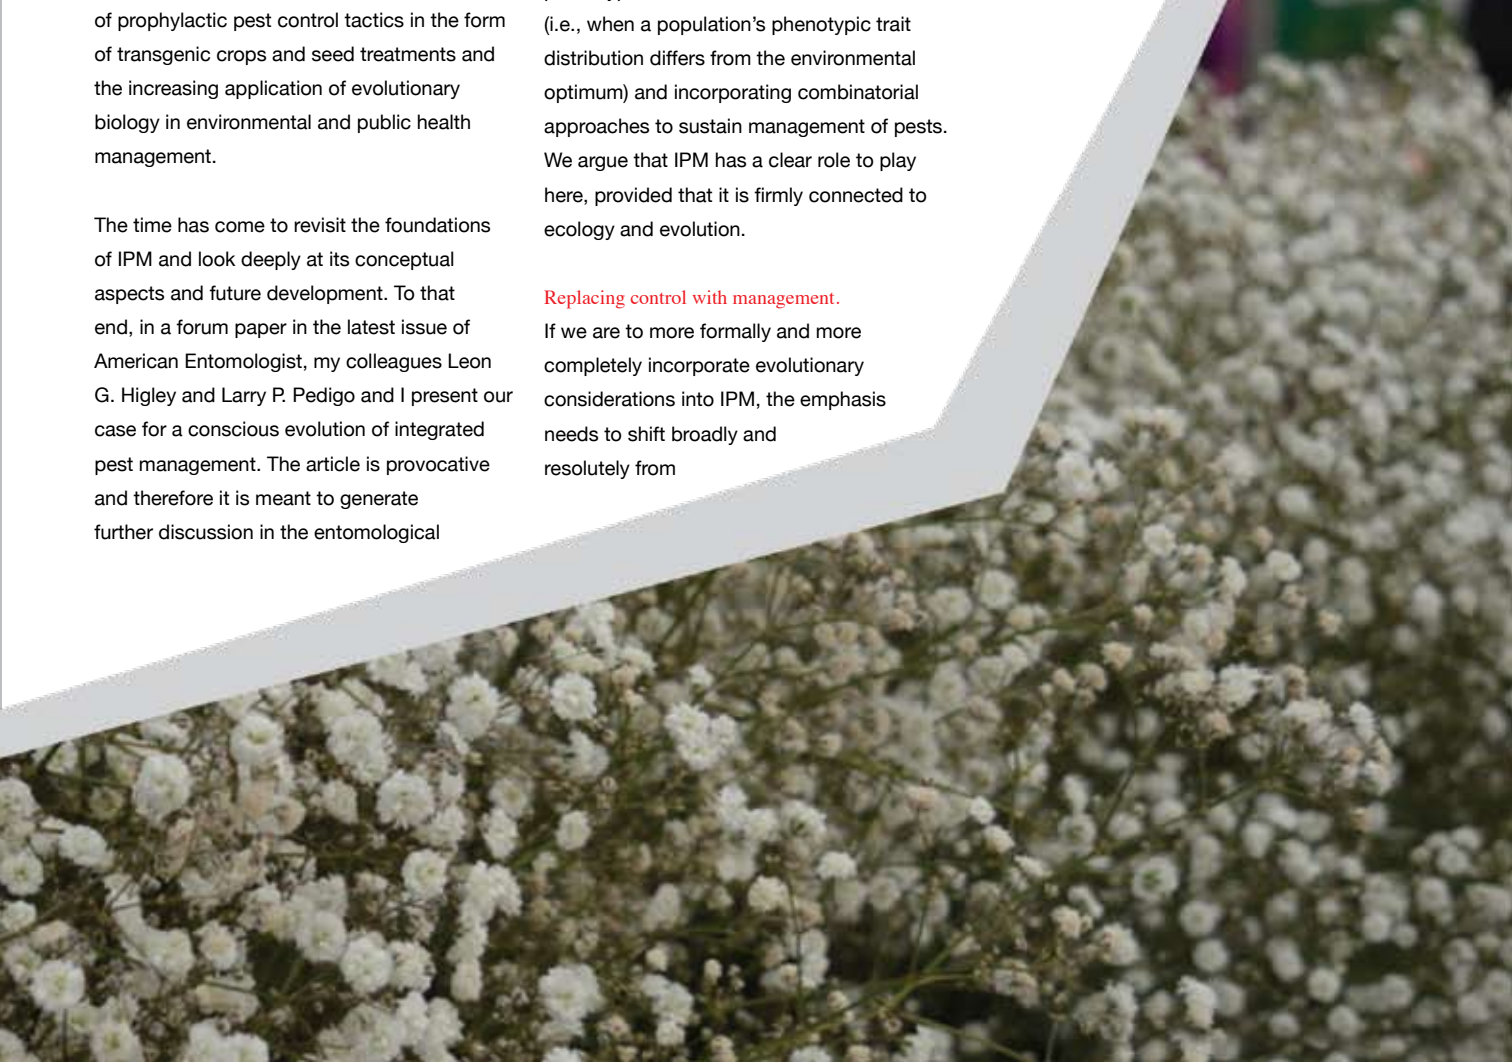 of prophylactic pest control tactics in the form
of transgenic crops and seed treatments and
the increasing application of evolutionary
biology in environmental and public health
management.
The time has come to revisit the foundations
of IPM and look deeply at its conceptual
aspects and future development. To that
end, in a forum paper in the latest issue of
American Entomologist, my colleagues Leon
G. Higley and Larry P. Pedigo and I present our
case for a conscious evolution of integrated
pest management. The article is provocative
and therefore it is meant to generate
further discussion in the entomological
(i.e., when a population’s phenotypic trait
distribution differs from the environmental
optimum) and incorporating combinatorial
approaches to sustain management of pests.
We argue that IPM has a clear role to play
here, provided that it is firmly connected to
ecology and evolution.
Replacing control with management.
If we are to more formally and more
completely incorporate evolutionary
considerations into IPM, the emphasis
needs to shift broadly and
resolutely from